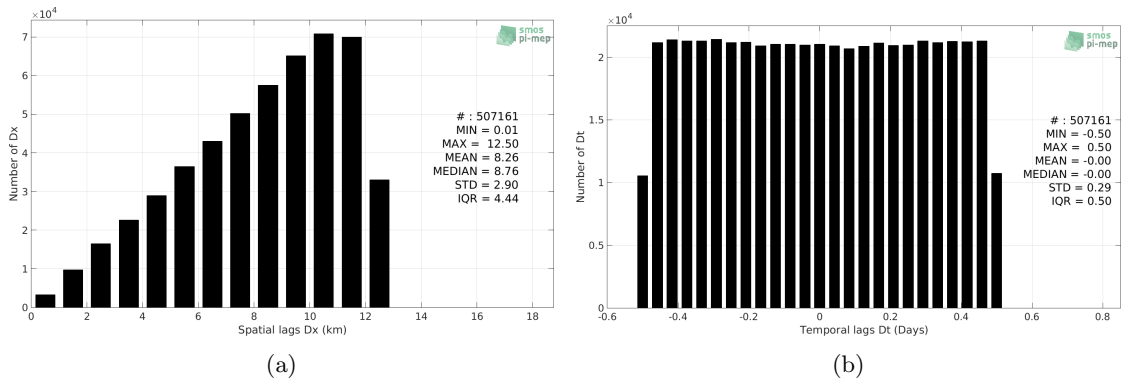 ×10⁴
smos
pi-mep
7
6
5
4
3
2
1
0
Number of Dx
# : 507161
MIN = 0.01
MAX = 12.50
MEAN = 8.26
MEDIAN = 8.76
STD = 2.90
IQR = 4.44
0 2 4 6 8 10 12 14 16 18
Spatial lags Dx (km)
(a)
×10⁴
smos
pi-mep
2
1.5
1
0.5
0
Number of Dt
# : 507161
MIN = -0.50
MAX = 0.50
MEAN = -0.00
MEDIAN = -0.00
STD = 0.29
IQR = 0.50
-0.6 -0.4 -0.2 0 0.2 0.4 0.6 0.8
Temporal lags Dt (Days)
(b)